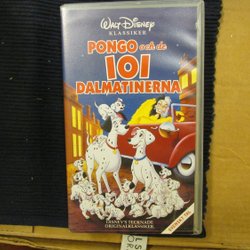 WALT DISNEY
KLASSIKER
PONGO och de
101
DALMATINERNA
DISNEY'S TECKNADE
ORIGINALKLASSIKER